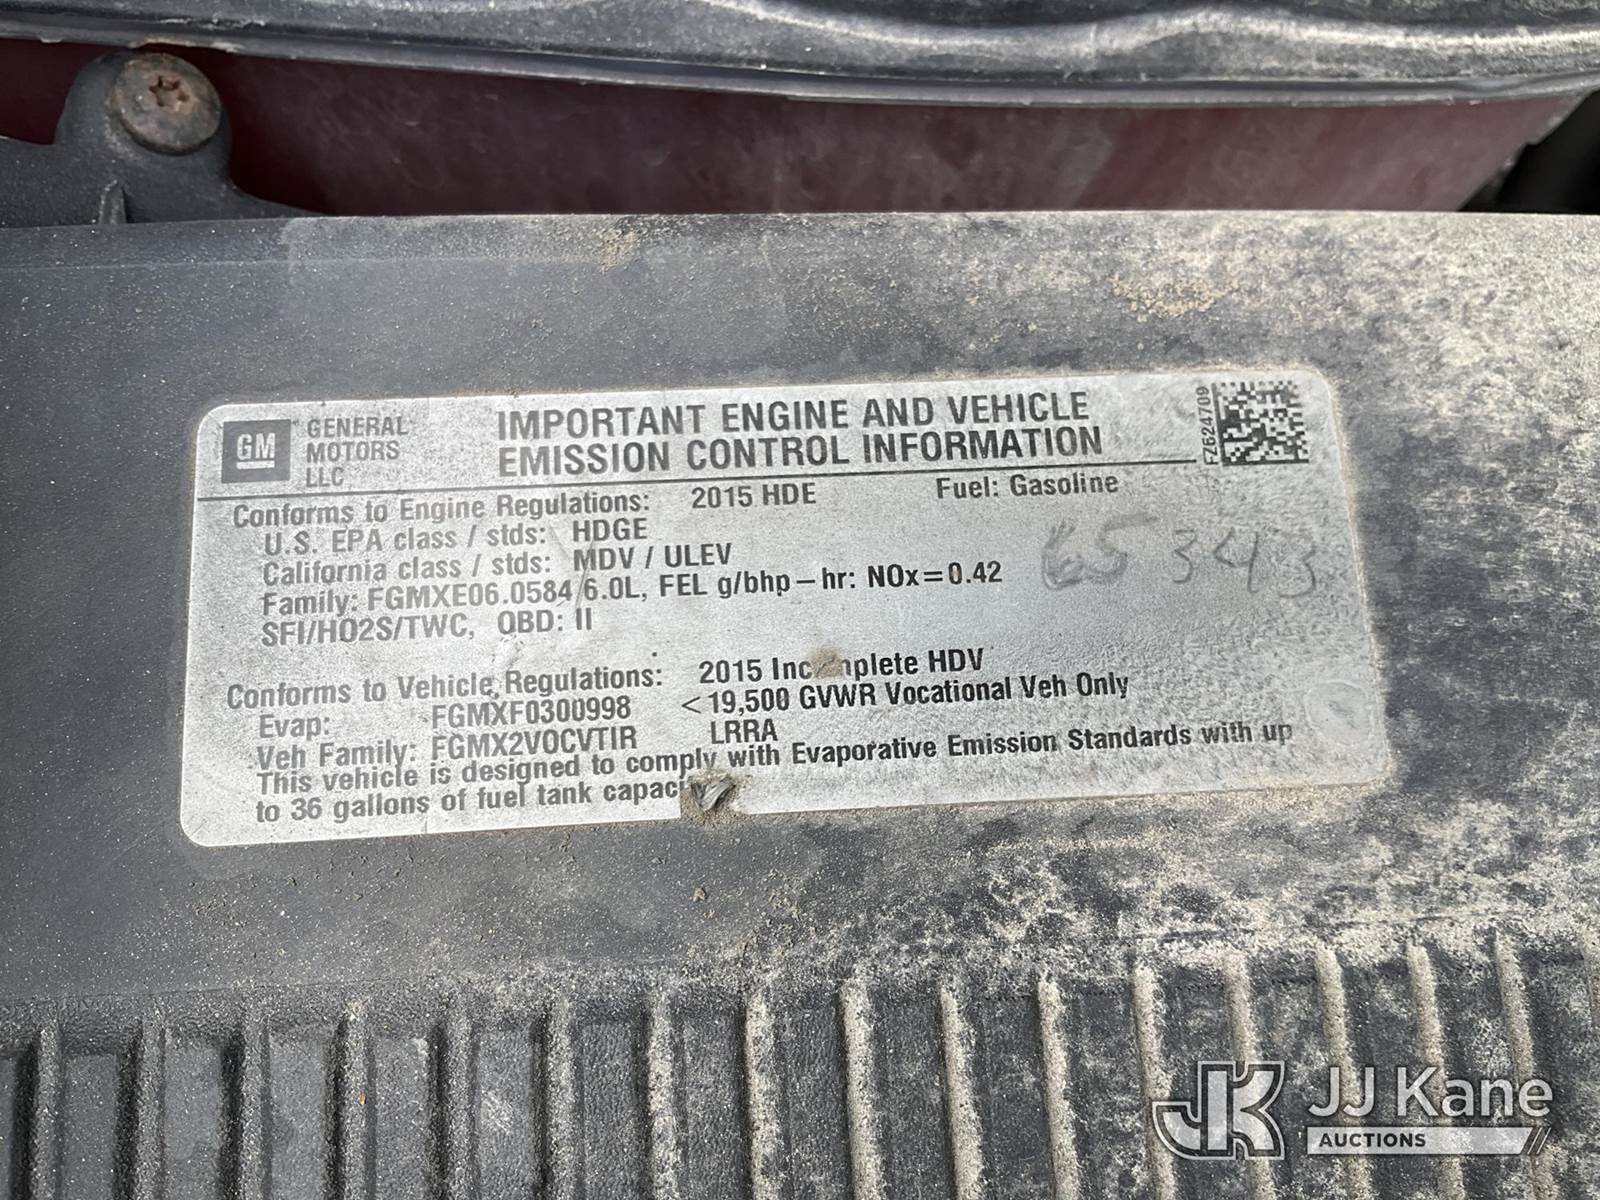 GM GENERAL MOTORS LLC
IMPORTANT ENGINE AND VEHICLE
EMISSION CONTROL INFORMATION
FZ624709
Conforms to Engine Regulations: 2015 HDE Fuel: Gasoline
U.S. EPA class / stds: HDGE
California class / stds: MDV / ULEV
Family: FGMXE06.0584 6.0L, FEL g/bhp-hr: NOx=0.42
SFI/HO2S/TWC, OBD: II
65343
Conforms to Vehicle Regulations: 2015 HDV
Evap: FGMXF0300998 <19,500 GVWR Vocational Veh Only
Veh Family: FGMX2VOCVTIR LRRA
This vehicle is designed to comply with Evaporative Emission Standards with up
to 36 gallons of fuel tank
JK JJ Kane
AUCTIONS